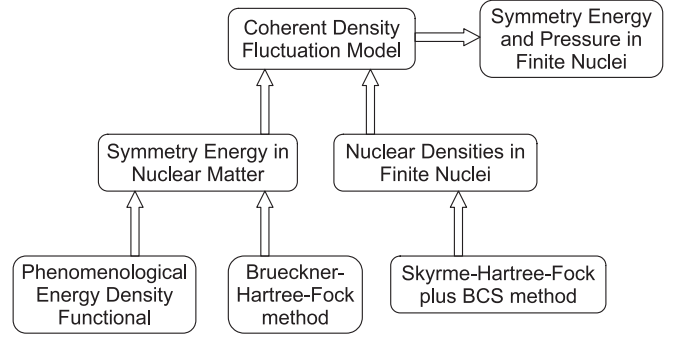 Coherent Density
Fluctuation Model
Symmetry Energy
and Pressure in
Finite Nuclei
Symmetry Energy in
Nuclear Matter
Nuclear Densities in
Finite Nuclei
Phenomenological
Energy Density
Functional
Brueckner-
Hartree-Fock
method
Skyrme-Hartree-Fock
plus BCS method